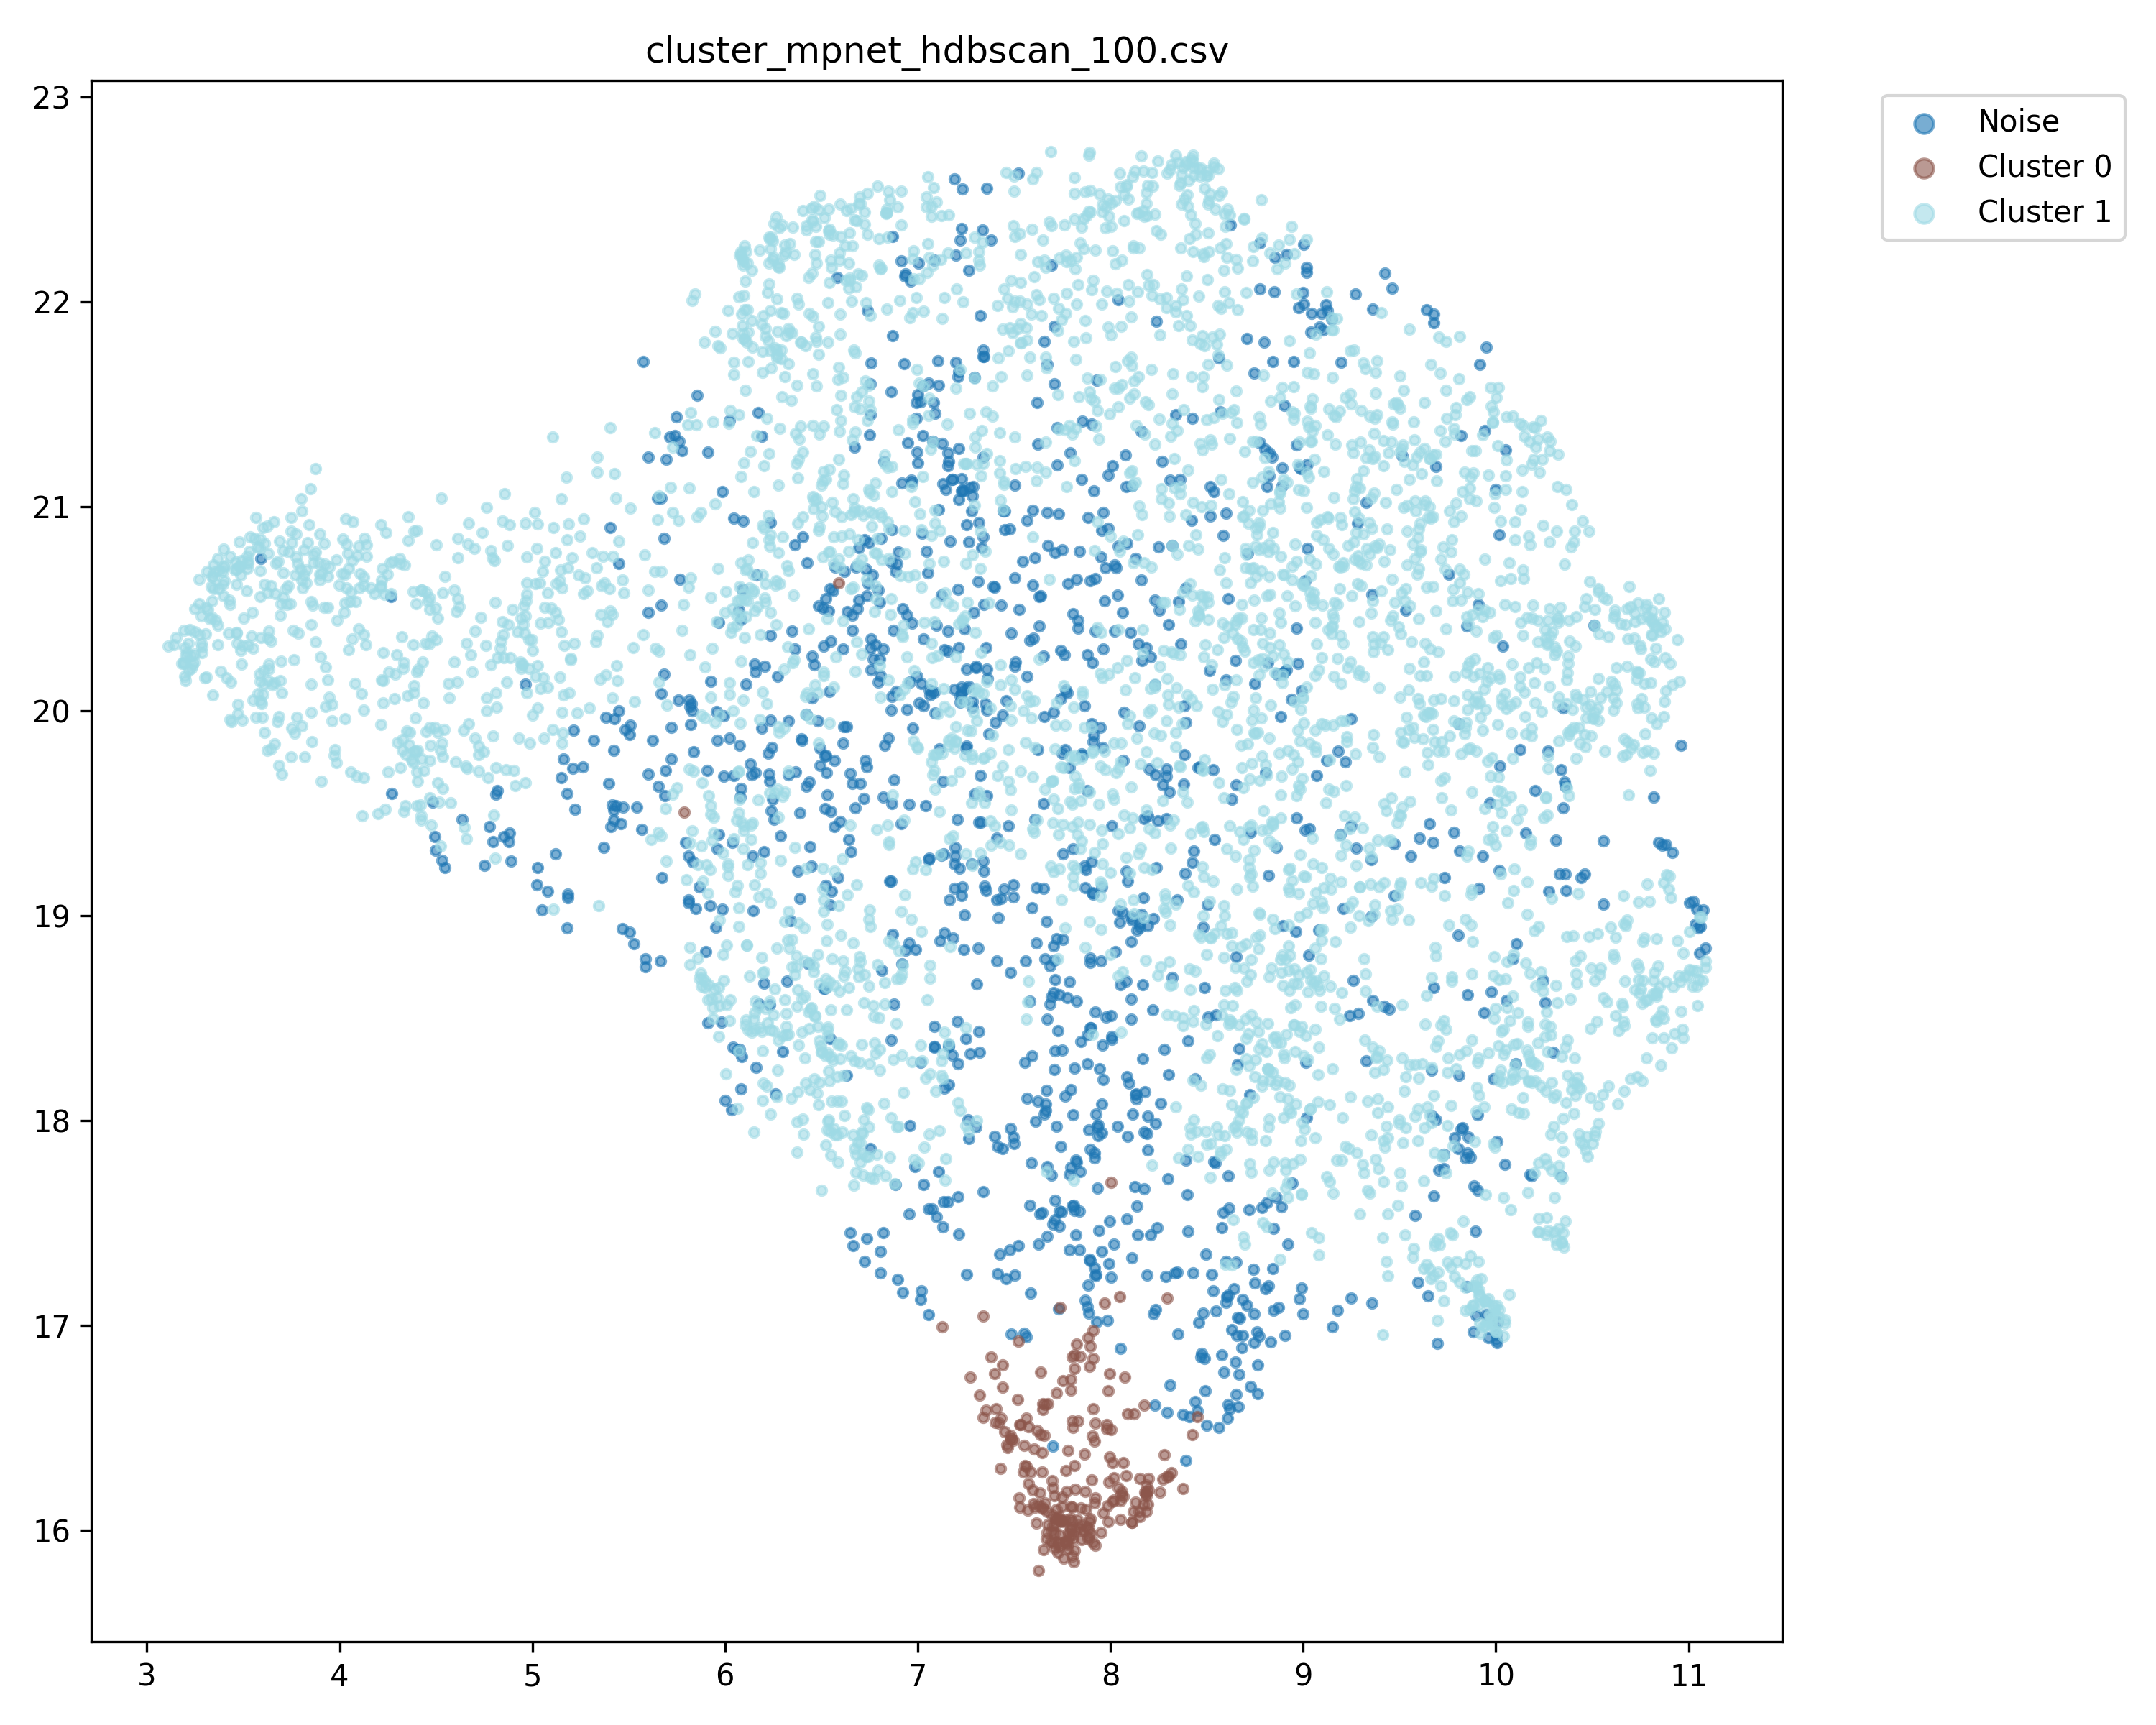 cluster_mpnet_hdbscan_100.csv
23
22
21
20
19
18
17
16
3 4 5 6 7 8 9 10 11
Noise
Cluster 0
Cluster 1